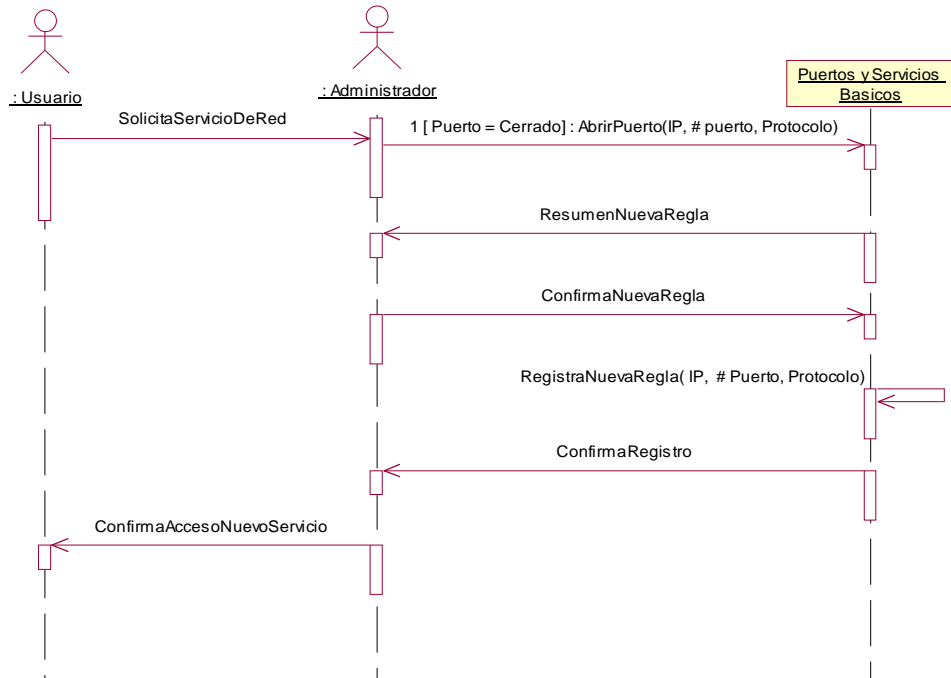 : Usuario
: Administrador
Puertos y Servicios
Basicos
SolicitaServicioDeRed
1 [ Puerto = Cerrado] : AbrirPuerto(IP, # puerto, Protocolo)
ResumenNuevaRegla
ConfirmaNuevaRegla
RegistraNuevaRegla( IP, # Puerto, Protocolo)
ConfirmaRegistro
ConfirmaAccesoNuevoServicio